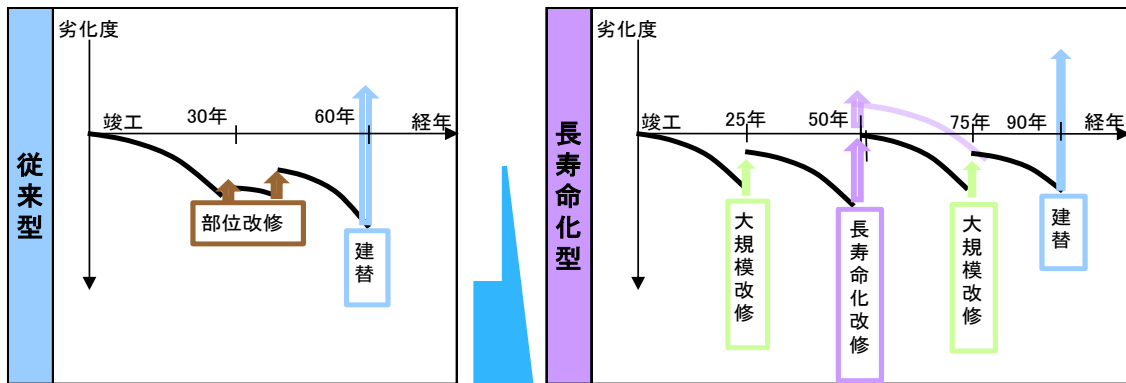 従来型
劣化度
竣工
30年
60年
経年
部位改修
建替
長寿命化型
劣化度
竣工
25年
50年
75年
90年
経年
大規模改修
長寿命化改修
大規模改修
建替